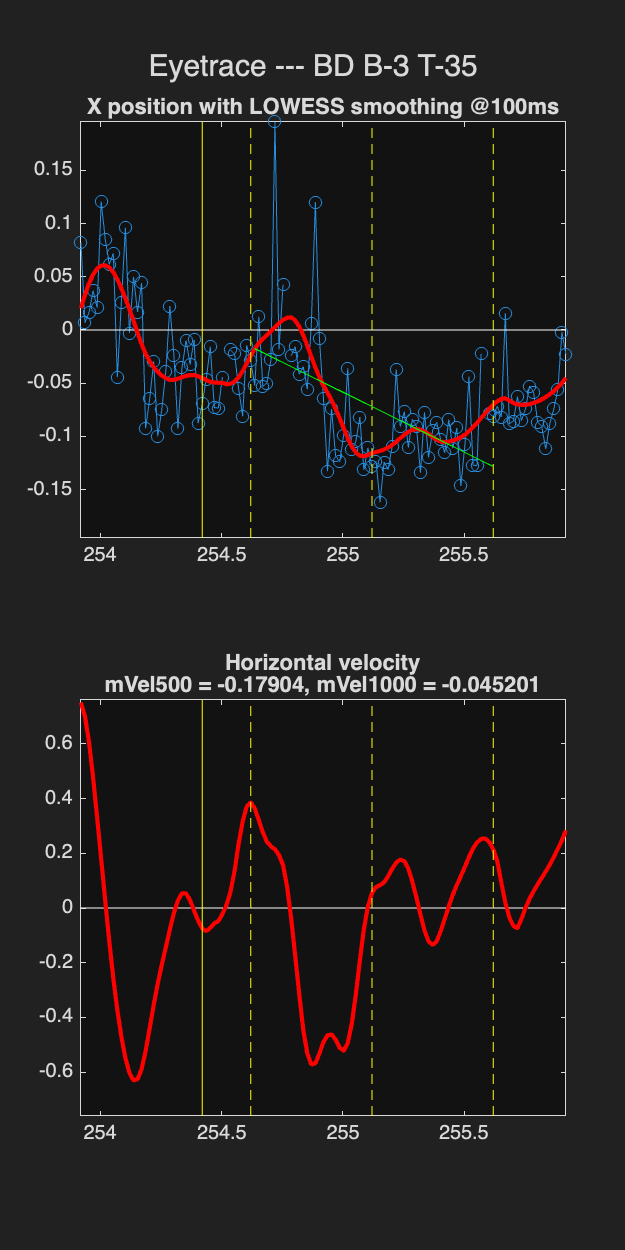 Eyetrace --- BD B-3 T-35
X position with LOWESS smoothing @100ms
0.15
0.1
0.05
0
-0.05
-0.1
-0.15
254 254.5 255 255.5
Horizontal velocity
mVel500 = -0.17904, mVel1000 = -0.045201
0.6
0.4
0.2
0
-0.2
-0.4
-0.6
254 254.5 255 255.5